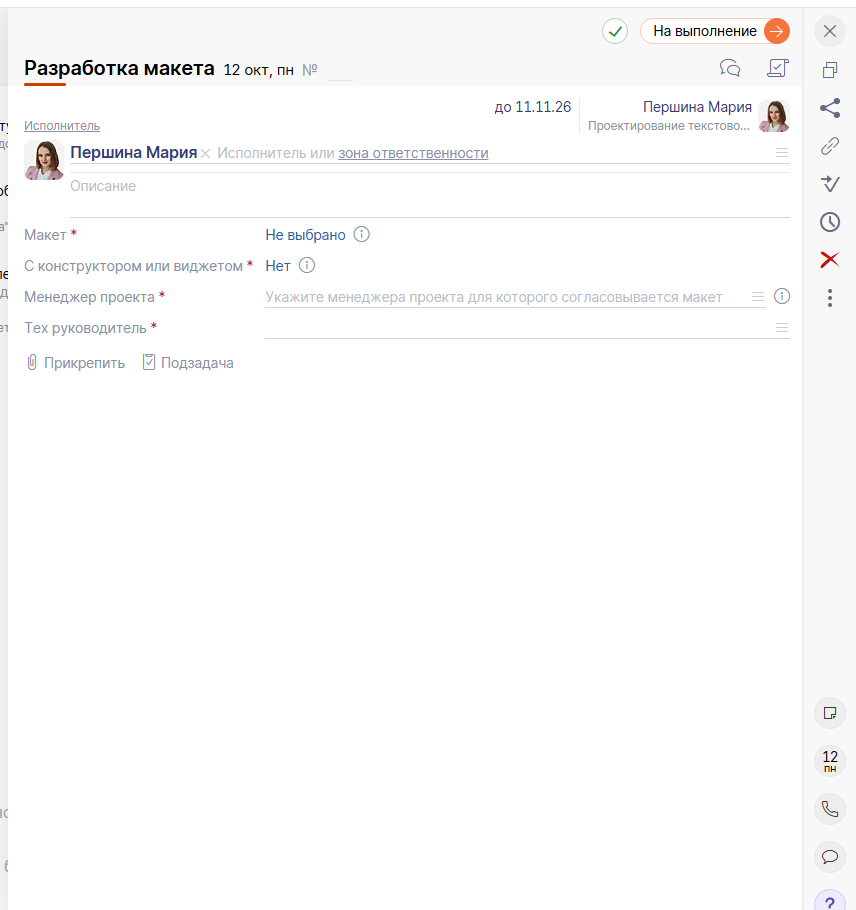 На выполнение
Разработка макета 12 окт, пн №
до 11.11.26 Першина Мария
Проектирование текстово...
Исполнитель
Першина Мария × Исполнитель или зона ответственности
Описание
Макет * Не выбрано
С конструктором или виджетом * Нет
Менеджер проекта * Укажите менеджера проекта для которого согласовывается макет
Тех руководитель *
Прикрепить Подзадача
12
пн
?